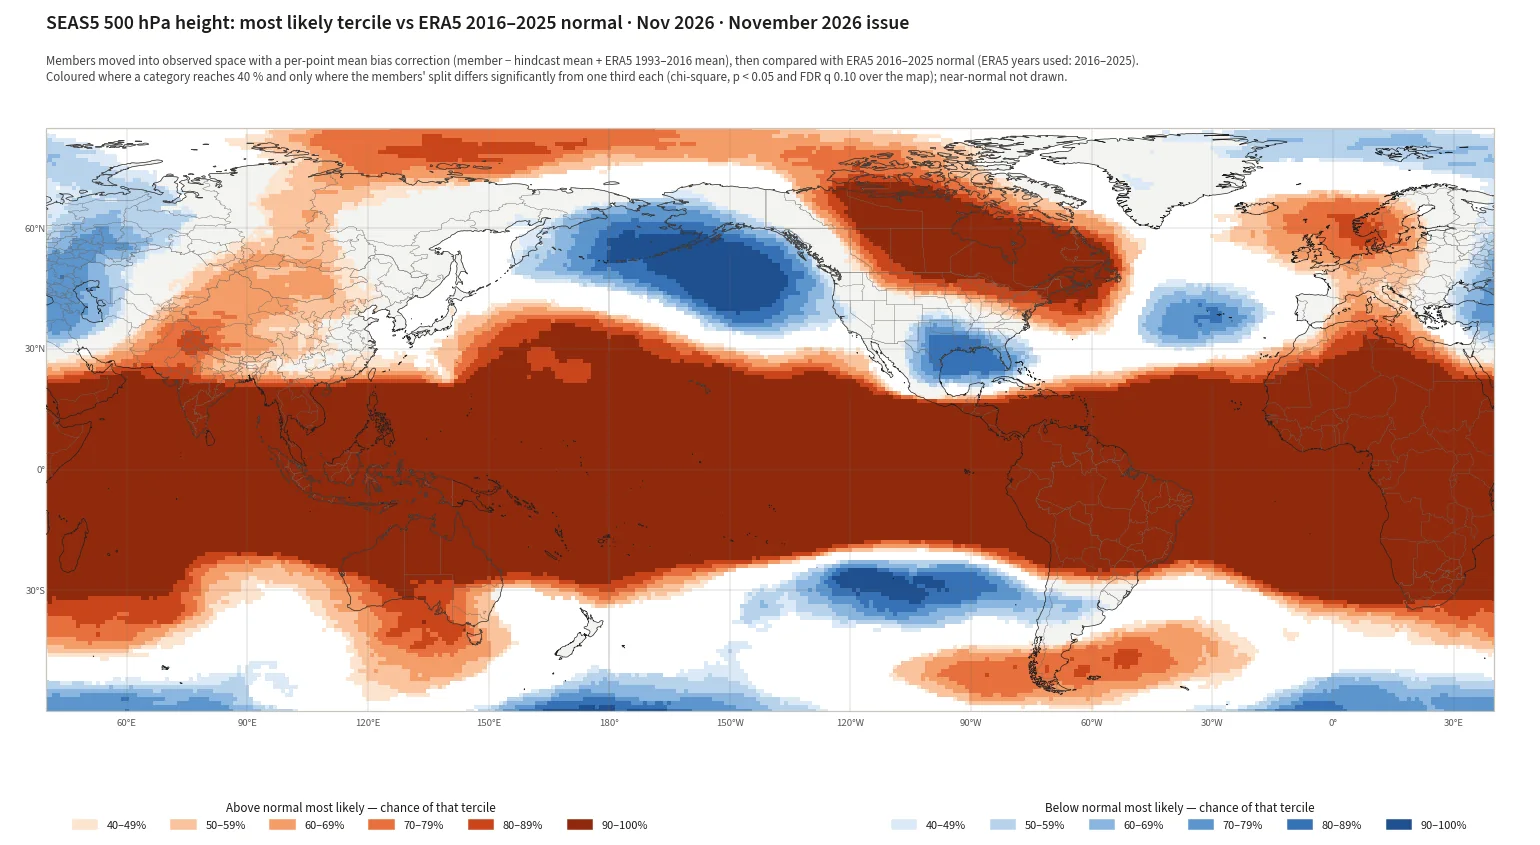 SEAS5 500 hPa height: most likely tercile vs ERA5 2016–2025 normal · Nov 2026 · November 2026 issue
Members moved into observed space with a per-point mean bias correction (member − hindcast mean + ERA5 1993–2016 mean), then compared with ERA5 2016–2025 normal (ERA5 years used: 2016–2025).
Coloured where a category reaches 40 % and only where the members' split differs significantly from one third each (chi-square, p < 0.05 and FDR q 0.10 over the map); near-normal not drawn.
60°N
30°N
0°
30°S
60°E 90°E 120°E 150°E 180° 150°W 120°W 90°W 60°W 30°W 0° 30°E
Above normal most likely — chance of that tercile
40–49% 50–59% 60–69% 70–79% 80–89% 90–100%
Below normal most likely — chance of that tercile
40–49% 50–59% 60–69% 70–79% 80–89% 90–100%